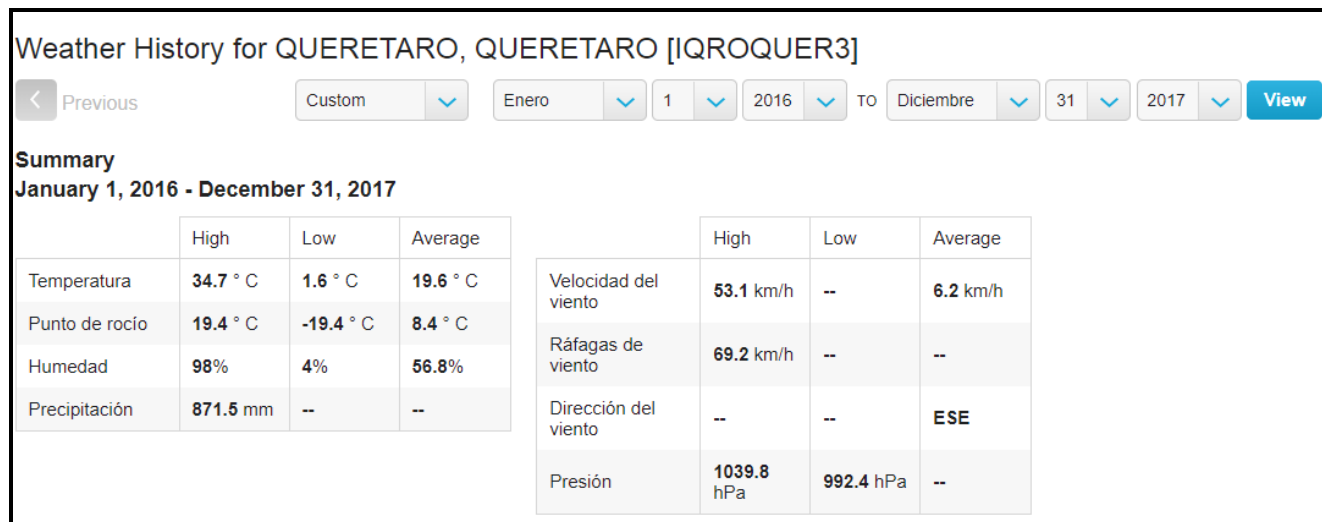 Weather History for QUERETARO, QUERETARO [IQROQUER3]
Previous Custom Enero 1 2016 TO Diciembre 31 2017 View
Summary
January 1, 2016 - December 31, 2017
High Low Average
Temperatura 34.7 ° C 1.6 ° C 19.6 ° C
Punto de rocío 19.4 ° C -19.4 ° C 8.4 ° C
Humedad 98% 4% 56.8%
Precipitación 871.5 mm -- --
High Low Average
Velocidad del
viento 53.1 km/h -- 6.2 km/h
Ráfagas de
viento 69.2 km/h -- --
Dirección del
viento -- -- ESE
Presión 1039.8
hPa 992.4 hPa --